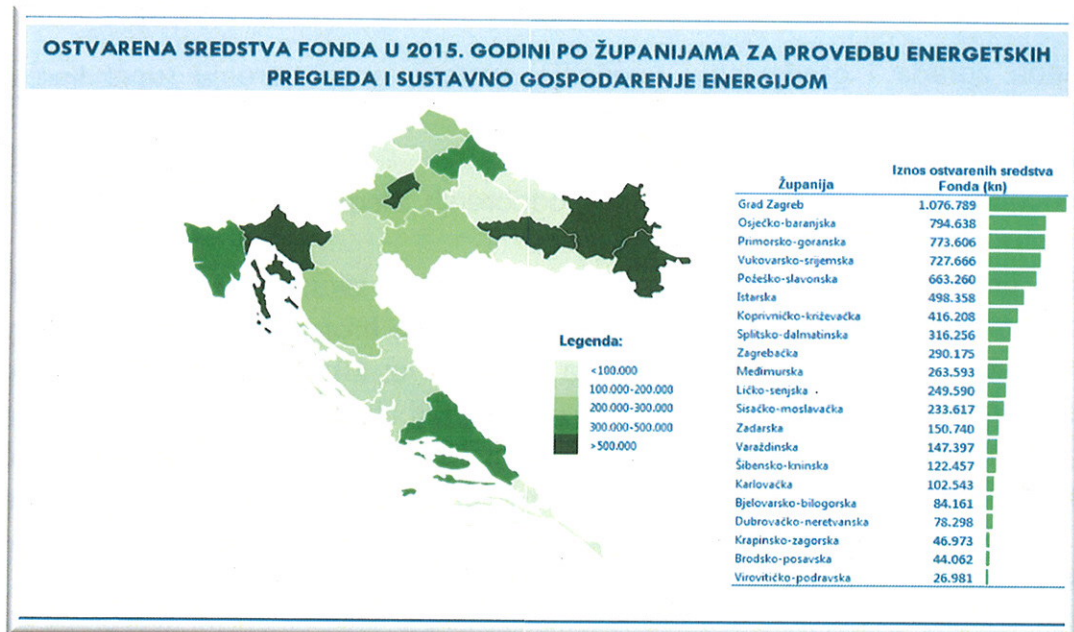 OSTVARENA SREDSTVA FONDA U 2015. GODINI PO ŽUPANIJAMA ZA PROVEDBU ENERGETSKIH
PREGLEDA I SUSTAVNO GOSPODARENJE ENERGIJOM
Legenda:
<100.000
100.000-200.000
200.000-300.000
300.000-500.000
>500.000
Županija Iznos ostvarenih sredstva
Fonda (kn)
Grad Zagreb 1.076.789
Osječko-baranjska 794.638
Primorsko-goranska 773.606
Vukovarsko-srijemska 727.666
Požeško-slavonska 663.260
Istarska 498.358
Koprivničko-križevačka 416.208
Splitsko-dalmatinska 316.256
Zagrebačka 290.175
Međimurska 263.593
Ličko-senjska 249.590
Sisačko-moslavačka 233.617
Zadarska 150.740
Varaždinska 147.397
Šibensko-kninska 122.457
Karlovačka 102.543
Bjelovarsko-bilogorska 84.161
Dubrovačko-neretvanska 78.298
Krapinsko-zagorska 46.973
Brodsko-posavska 44.062
Virovitičko-podravska 26.981